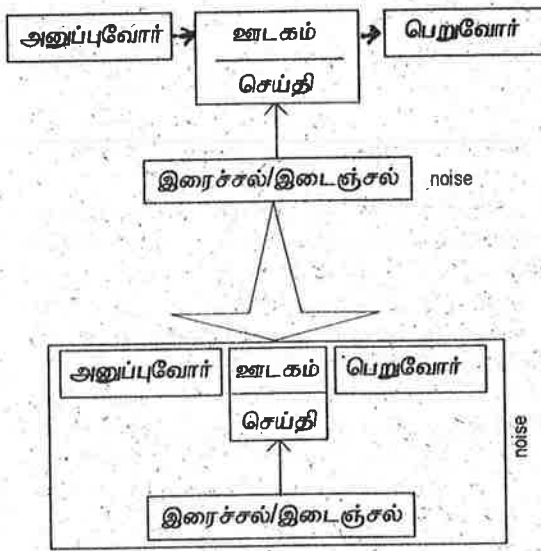 அனுப்புவோர் ஊடகம் பெறுவோர்
செய்தி
இரைச்சல்/இடைஞ்சல் noise
அனுப்புவோர் ஊடகம் பெறுவோர்
செய்தி
noise
இரைச்சல்/இடைஞ்சல்